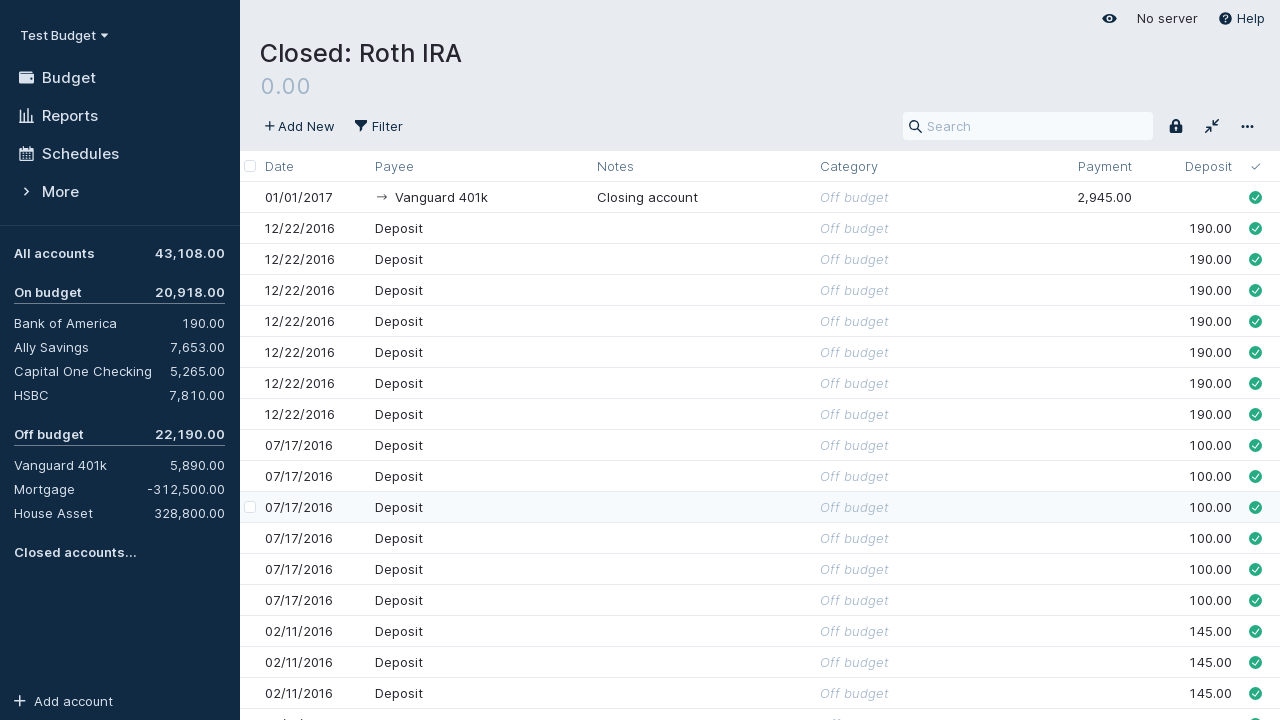 Test Budget
Budget
Reports
Schedules
More
All accounts 43,108.00
On budget 20,918.00
Bank of America 190.00
Ally Savings 7,653.00
Capital One Checking 5,265.00
HSBC 7,810.00
Off budget 22,190.00
Vanguard 401k 5,890.00
Mortgage -312,500.00
House Asset 328,800.00
Closed accounts...
Add account
No server Help
Closed: Roth IRA
0.00
Add New Filter Search
Date Payee Notes Category Payment Deposit
01/01/2017 Vanguard 401k Closing account Off budget 2,945.00
12/22/2016 Deposit Off budget 190.00
12/22/2016 Deposit Off budget 190.00
12/22/2016 Deposit Off budget 190.00
12/22/2016 Deposit Off budget 190.00
12/22/2016 Deposit Off budget 190.00
12/22/2016 Deposit Off budget 190.00
12/22/2016 Deposit Off budget 190.00
07/17/2016 Deposit Off budget 100.00
07/17/2016 Deposit Off budget 100.00
07/17/2016 Deposit Off budget 100.00
07/17/2016 Deposit Off budget 100.00
07/17/2016 Deposit Off budget 100.00
07/17/2016 Deposit Off budget 100.00
02/11/2016 Deposit Off budget 145.00
02/11/2016 Deposit Off budget 145.00
02/11/2016 Deposit Off budget 145.00